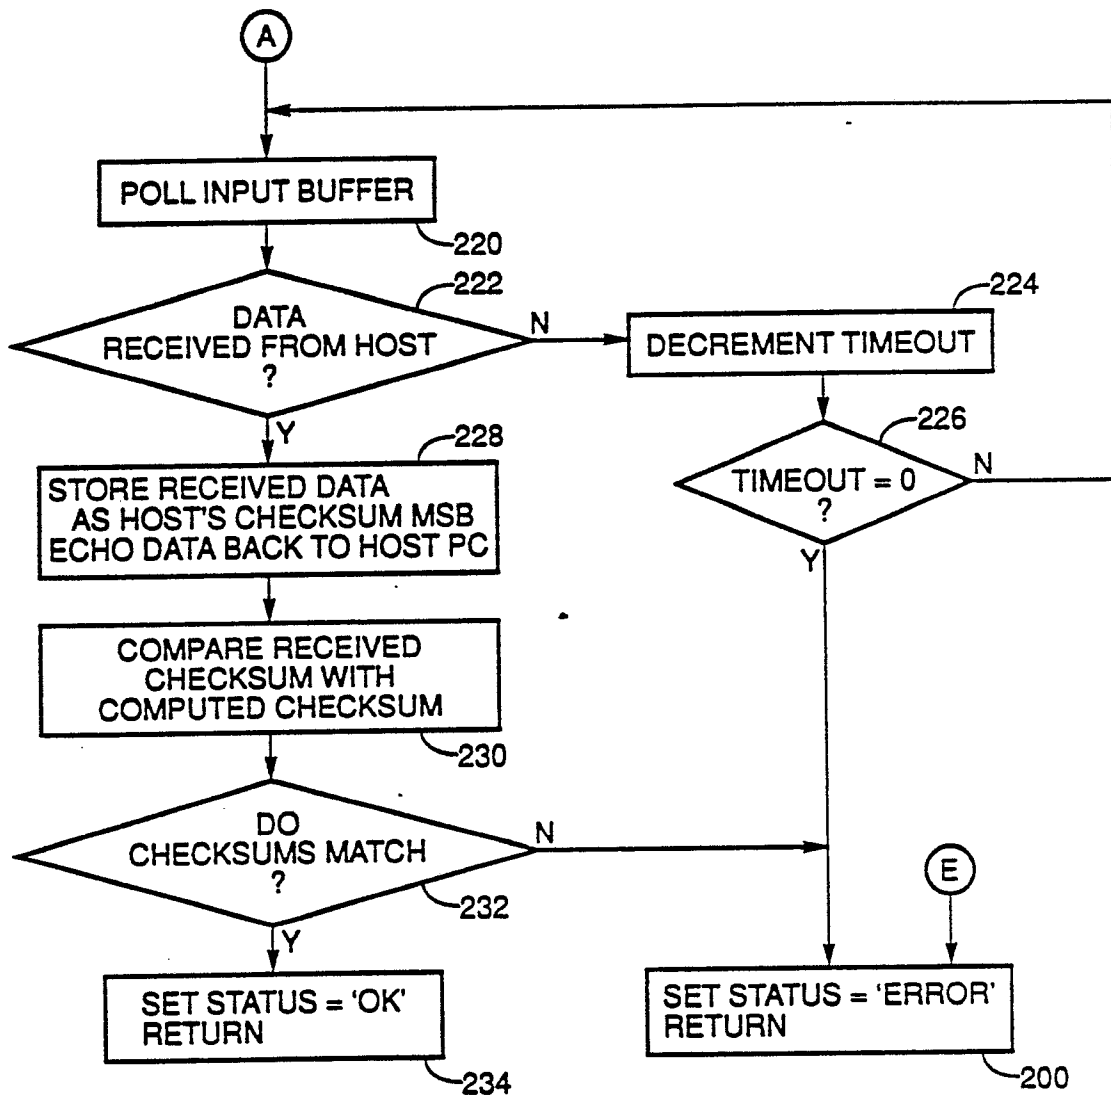 A
POLL INPUT BUFFER
220
222
DATA
RECEIVED FROM HOST
?
N
Y
224
DECREMENT TIMEOUT
226
TIMEOUT = 0
?
N
Y
228
STORE RECEIVED DATA
AS HOST'S CHECKSUM MSB
ECHO DATA BACK TO HOST PC
COMPARE RECEIVED
CHECKSUM WITH
COMPUTED CHECKSUM
230
DO
CHECKSUMS MATCH
?
N
232
Y
E
SET STATUS = 'OK'
RETURN
234
SET STATUS = 'ERROR'
RETURN
200